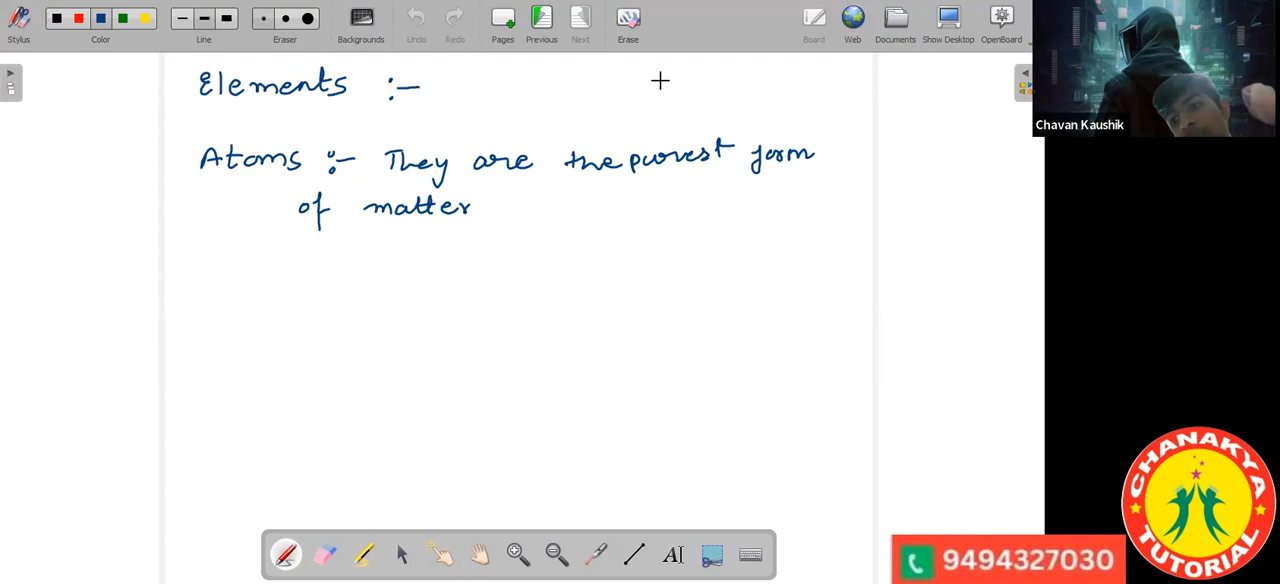 Stylus
Color
Line
Eraser
Backgrounds
Undo
Redo
Pages
Previous
Next
Erase
Board
Web
Documents
Show Desktop
OpenBoard
Elements :-
Atoms :- They are the purest form
of matter
Chavan Kaushik
CHANAKYA
TUTORIAL
9494327030